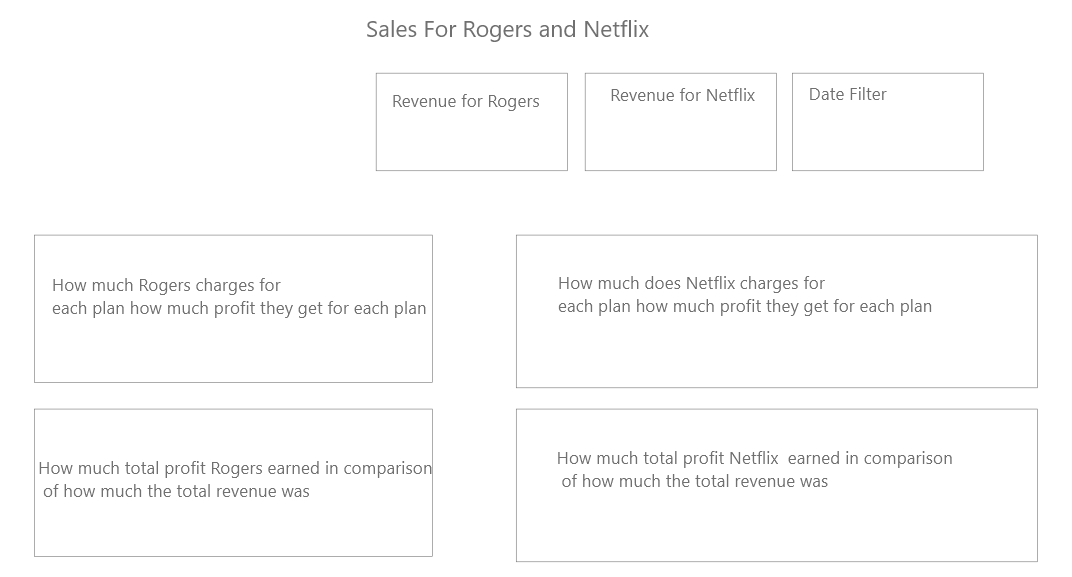 Sales For Rogers and Netflix
Revenue for Rogers
Revenue for Netflix
Date Filter
How much Rogers charges for
each plan how much profit they get for each plan
How much does Netflix charges for
each plan how much profit they get for each plan
How much total profit Rogers earned in comparison
of how much the total revenue was
How much total profit Netflix earned in comparison
of how much the total revenue was